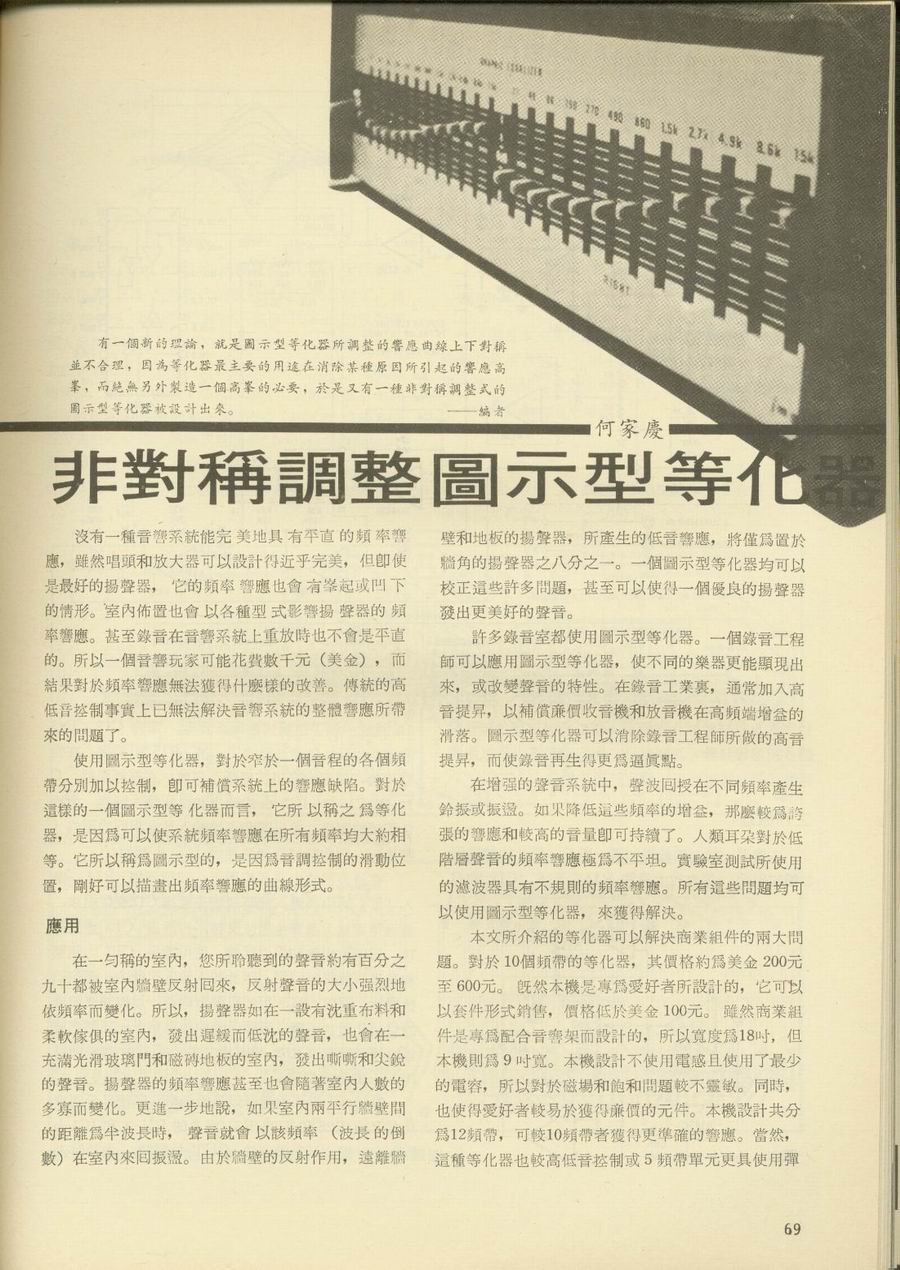 GRAPHIC EQUALIZER
48 86 150 270 480 860 1.5k 2.7k 4.9k 8.6k 15k
RIGHT
有一個新的理論，就是圖示型等化器所調整的響應曲線上下對稱
並不合理，因為等化器最主要的用途在消除某種原因所引起的響應高
峯，而絕無另外製造一個高峯的必要，於是又有一種非對稱調整式的
圖示型等化器被設計出來。 ——編者
何家慶
非對稱調整圖示型等化器
沒有一種音響系統能完美地具有平直的頻率響
應，雖然唱頭和放大器可以設計得近乎完美，但卽使
是最好的揚聲器，它的頻率響應也會有峯起或凹下
的情形。室內佈置也會以各種型式影響揚聲器的頻
率響應。甚至錄音在音響系統上重放時也不會是平直
的。所以一個音響玩家可能花費數千元（美金），而
結果對於頻率響應無法獲得什麼樣的改善。傳統的高
低音控制事實上已無法解決音響系統的整體響應所帶
來的問題了。
使用圖示型等化器，對於窄於一個音程的各個頻
帶分別加以控制，卽可補償系統上的響應缺陷。對於
這樣的一個圖示型等化器而言，它所以稱之爲等化
器，是因爲可以使系統頻率響應在所有頻率均大約相
等。它所以稱爲圖示型的，是因爲音調控制的滑動位
置，剛好可以描畫出頻率響應的曲線形式。
應用
在一勻稱的室內，您所聆聽到的聲音約有百分之
九十都被室內牆壁反射回來，反射聲音的大小强烈地
依頻率而變化。所以，揚聲器如在一設有沈重布料和
柔軟傢俱的室內，發出遲緩而低沈的聲音，也會在一
充滿光滑玻璃門和磁磚地板的室內，發出嘶嘶和尖銳
的聲音。揚聲器的頻率響應甚至也會隨著室內人數的
多寡而變化。更進一步地說，如果室內兩平行牆壁間
的距離爲半波長時，聲音就會以該頻率（波長的倒
數）在室內來回振盪。由於牆壁的反射作用，遠離牆
壁和地板的揚聲器，所產生的低音響應，將僅爲置於
牆角的揚聲器之八分之一。一個圖示型等化器均可以
校正這些許多問題，甚至可以使得一個優良的揚聲器
發出更美好的聲音。
許多錄音室都使用圖示型等化器。一個錄音工程
師可以應用圖示型等化器，使不同的樂器更能顯現出
來，或改變聲音的特性。在錄音工業裏，通常加入高
音提昇，以補償廉價收音機和放音機在高頻端增益的
滑落。圖示型等化器可以消除錄音工程師所做的高音
提昇，而使錄音再生得更爲逼眞點。
在增强的聲音系統中，聲波回授在不同頻率產生
鈴振或振盪。如果降低這些頻率的增益，那麼較爲誇
張的響應和較高的音量卽可持續了。人類耳朶對於低
階層聲音的頻率響應極爲不平坦。實驗室測試所使用
的濾波器具有不規則的頻率響應。所有這些問題均可
以使用圖示型等化器，來獲得解決。
本文所介紹的等化器可以解決商業組件的兩大問
題。對於10個頻帶的等化器，其價格約爲美金200元
至600元。旣然本機是專爲愛好者所設計的，它可以
以套件形式銷售，價格低於美金100元。雖然商業組
件是專爲配合音響架而設計的，所以寬度爲18吋，但
本機則爲9吋寬。本機設計不使用電感且使用了最少
的電容，所以對於磁場和飽和問題較不靈敏。同時，
也使得愛好者較易於獲得廉價的元件。本機設計共分
爲12頻帶，可較10頻帶者獲得更準確的響應。當然，
這種等化器也較高低音控制或5頻帶單元更具使用彈
69